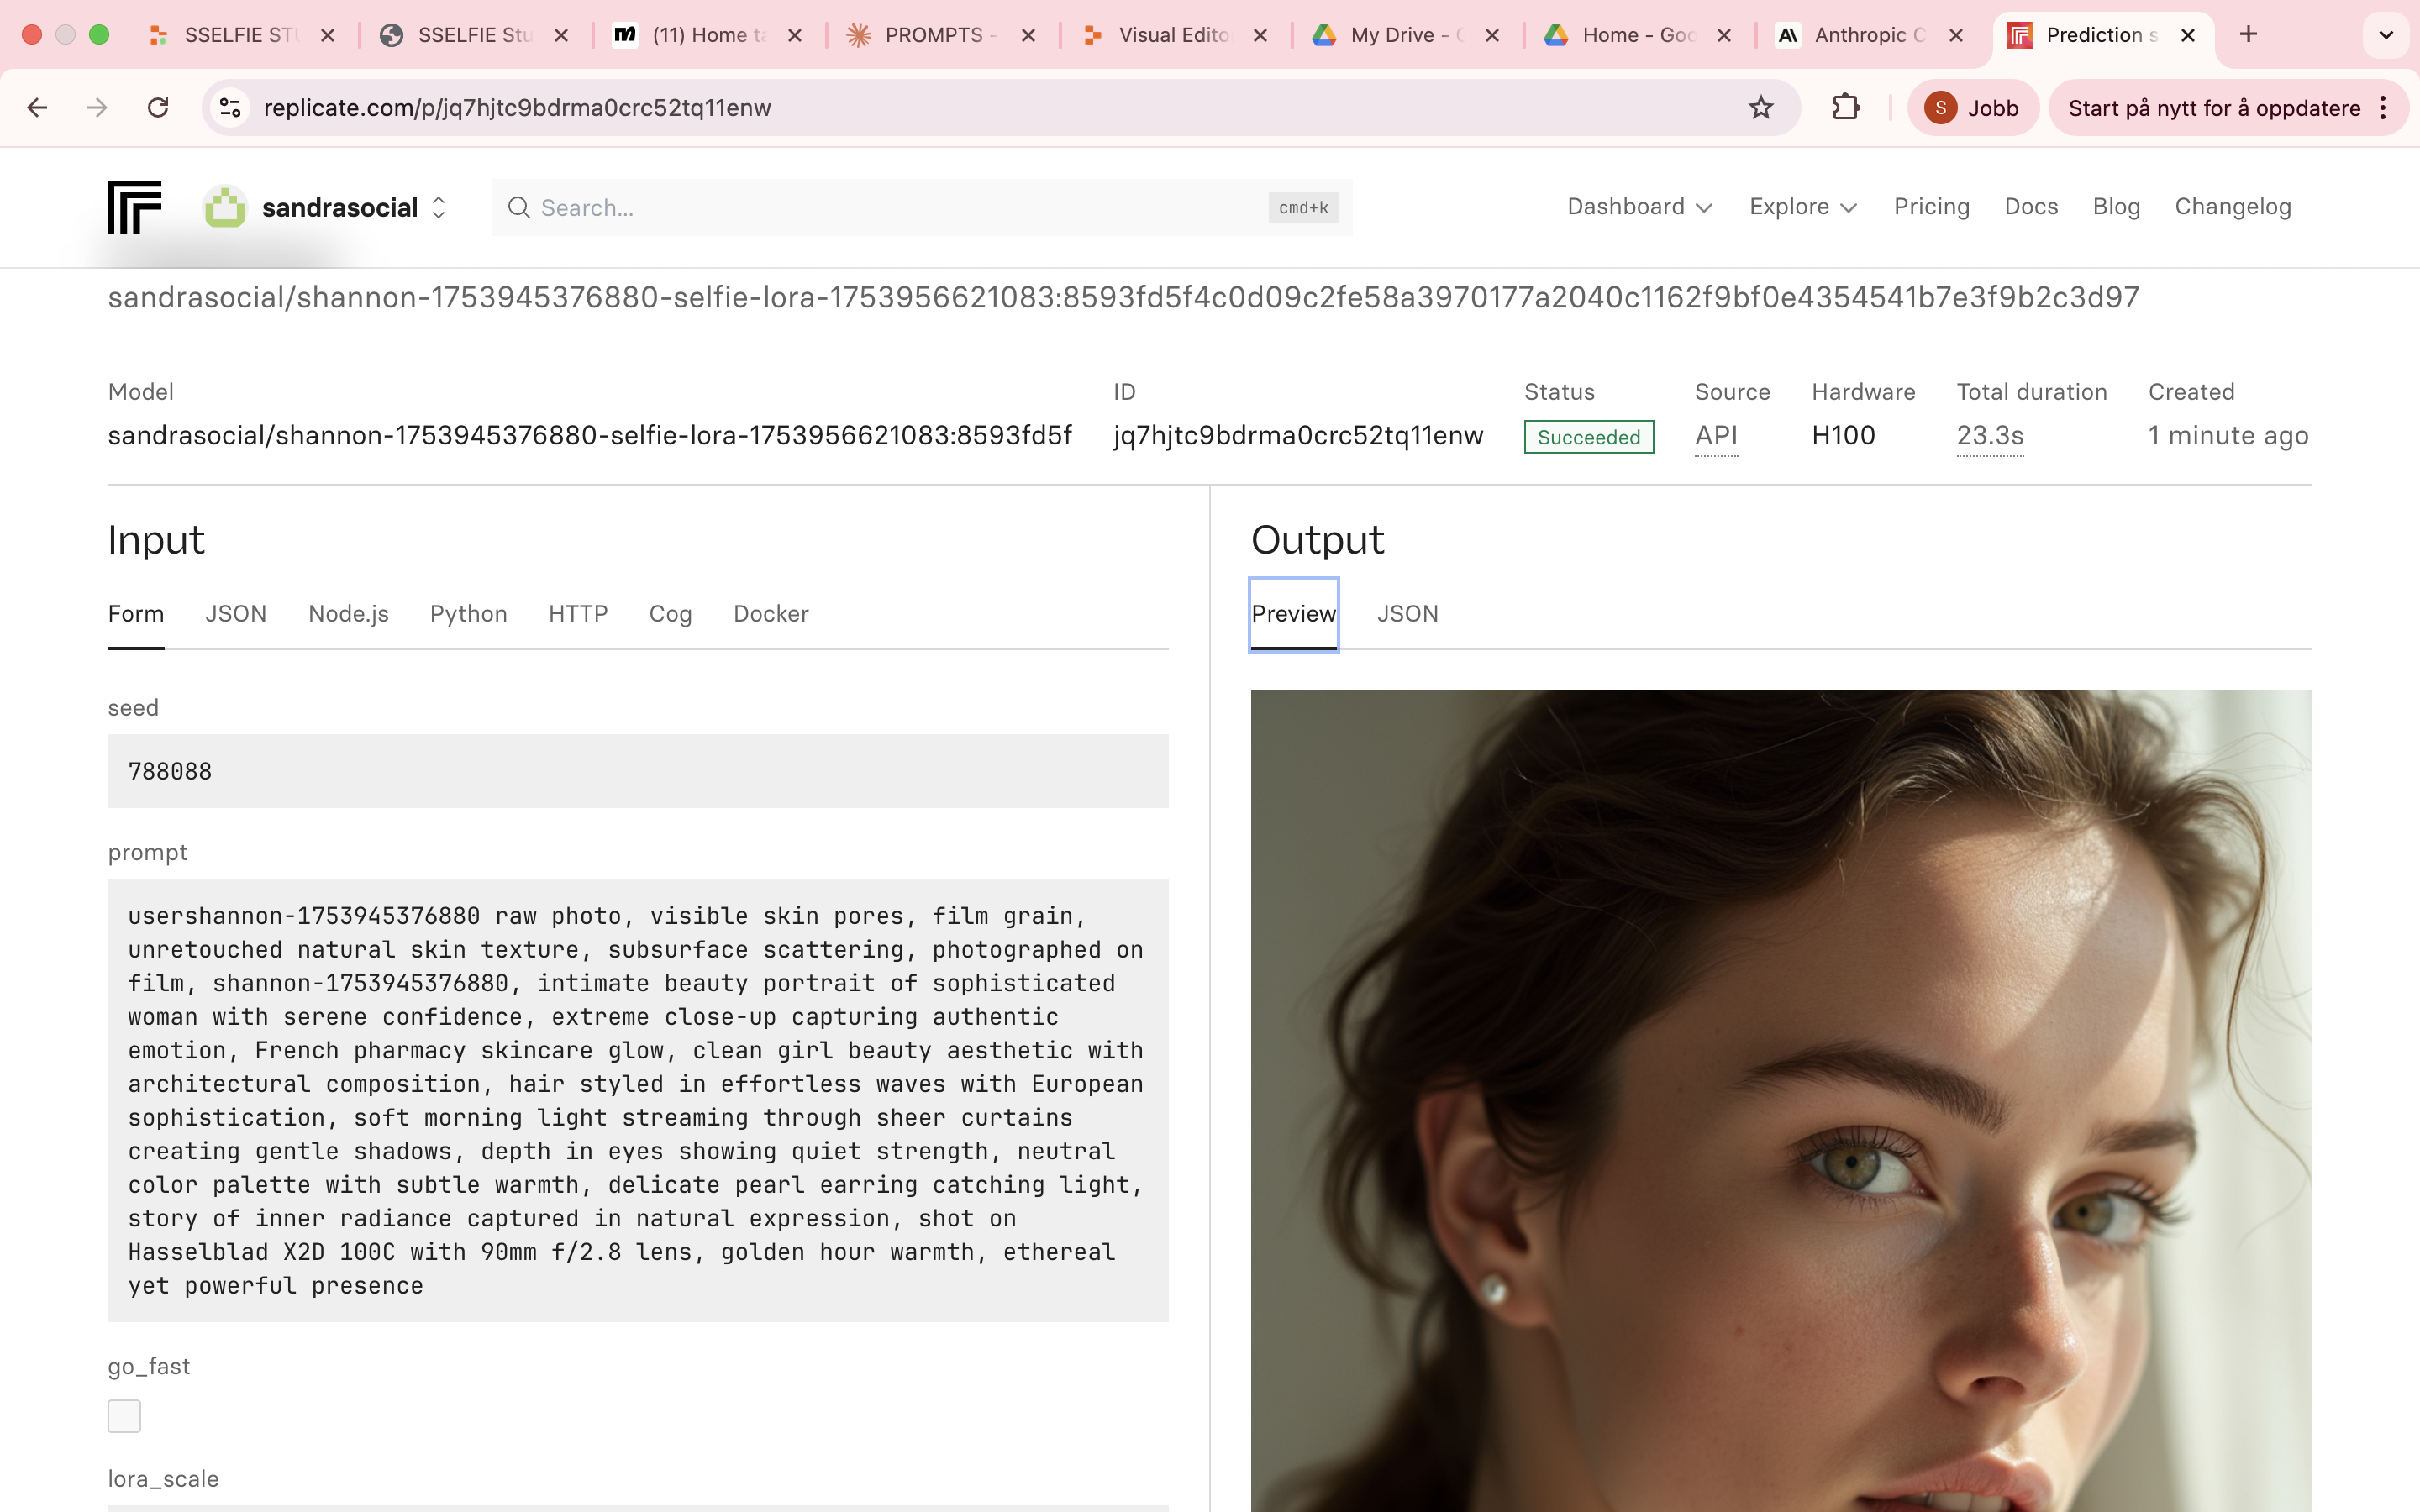 SSELFIE ST
SSELFIE Stu
(11) Home ta
PROMPTS -
Visual Edito
My Drive -
Home - Goo
Anthropic C
Prediction s
replicate.com/p/jq7hjtc9bdrma0crc52tq11enw
S
Jobb
Start på nytt for å oppdatere
sandrasocial
Search...
cmd+k
Dashboard
Explore
Pricing
Docs
Blog
Changelog
sandrasocial/shannon-1753945376880-selfie-lora-1753956621083:8593fd5f4c0d09c2fe58a3970177a2040c1162f9bf0e4354541b7e3f9b2c3d97
Model
ID
Status
Source
Hardware
Total duration
Created
sandrasocial/shannon-1753945376880-selfie-lora-1753956621083:8593fd5f
jq7hjtc9bdrma0crc52tq11enw
Succeeded
API
H100
23.3s
1 minute ago
Input
Form
JSON
Node.js
Python
HTTP
Cog
Docker
seed
788088
prompt
usershannon-1753945376880 raw photo, visible skin pores, film grain,
unretouched natural skin texture, subsurface scattering, photographed on
film, shannon-1753945376880, intimate beauty portrait of sophisticated
woman with serene confidence, extreme close-up capturing authentic
emotion, French pharmacy skincare glow, clean girl beauty aesthetic with
architectural composition, hair styled in effortless waves with European
sophistication, soft morning light streaming through sheer curtains
creating gentle shadows, depth in eyes showing quiet strength, neutral
color palette with subtle warmth, delicate pearl earring catching light,
story of inner radiance captured in natural expression, shot on
Hasselblad X2D 100C with 90mm f/2.8 lens, golden hour warmth, ethereal
yet powerful presence
go_fast
lora_scale
Output
Preview
JSON